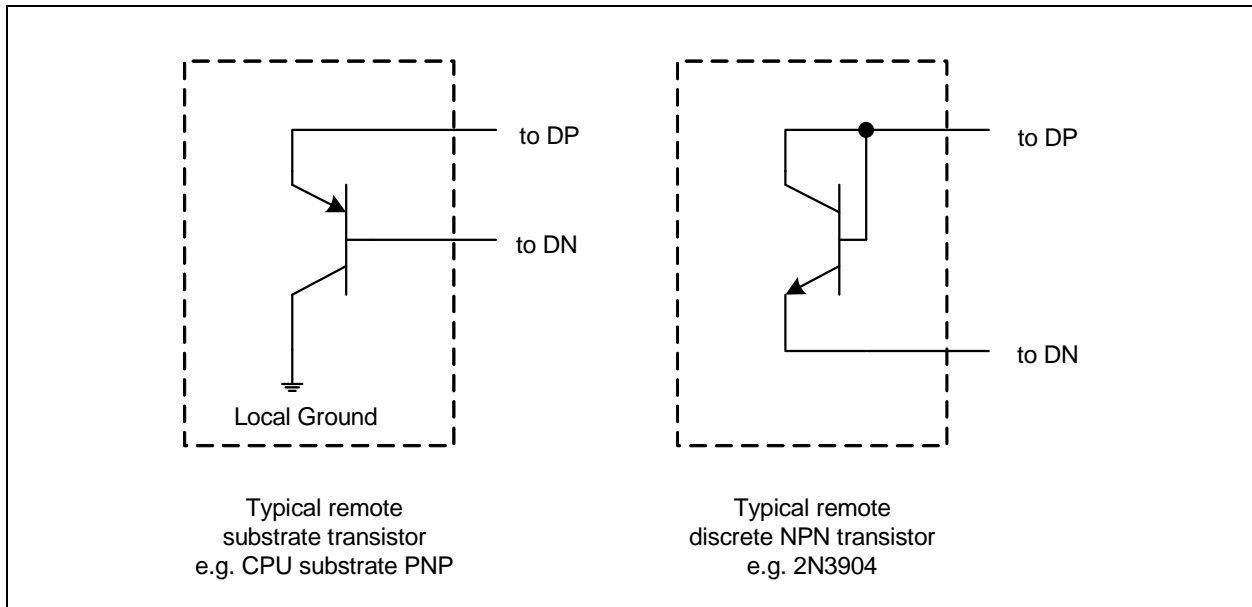 to DP
to DN
Local Ground
Typical remote
substrate transistor
e.g. CPU substrate PNP
to DP
to DN
Typical remote
discrete NPN transistor
e.g. 2N3904